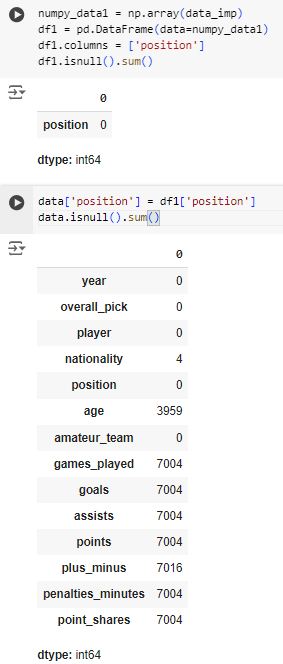 numpy_data1 = np.array(data_imp)
df1 = pd.DataFrame(data=numpy_data1)
df1.columns = ['position']
df1.isnull().sum()
0
position 0
dtype: int64
data['position'] = df1['position']
data.isnull().sum()
0
year 0
overall_pick 0
player 0
nationality 4
position 0
age 3959
amateur_team 0
games_played 7004
goals 7004
assists 7004
points 7004
plus_minus 7016
penalties_minutes 7004
point_shares 7004
dtype: int64